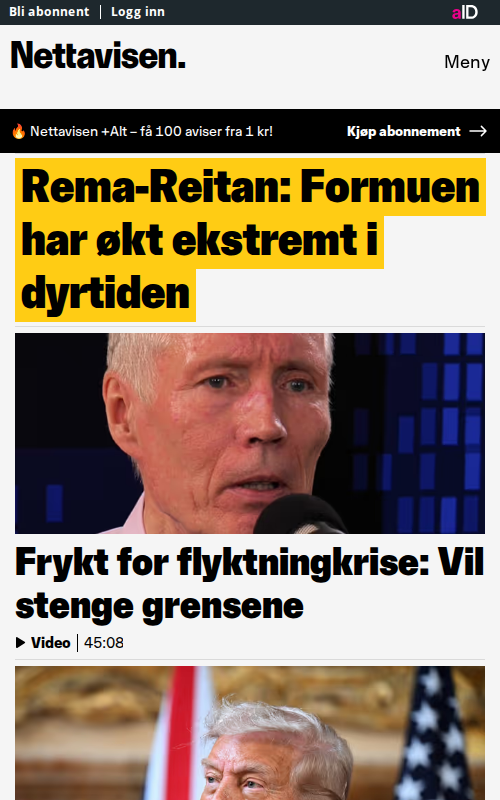 Bli abonnent | Logg inn
aID
Nettavisen.
Meny
🔥 Nettavisen +Alt – få 100 aviser fra 1 kr!
Kjøp abonnement →
Rema-Reitan: Formuen
har økt ekstremt i
dyrtiden
Frykt for flyktningkrise: Vil
stenge grensene
Video | 45:08